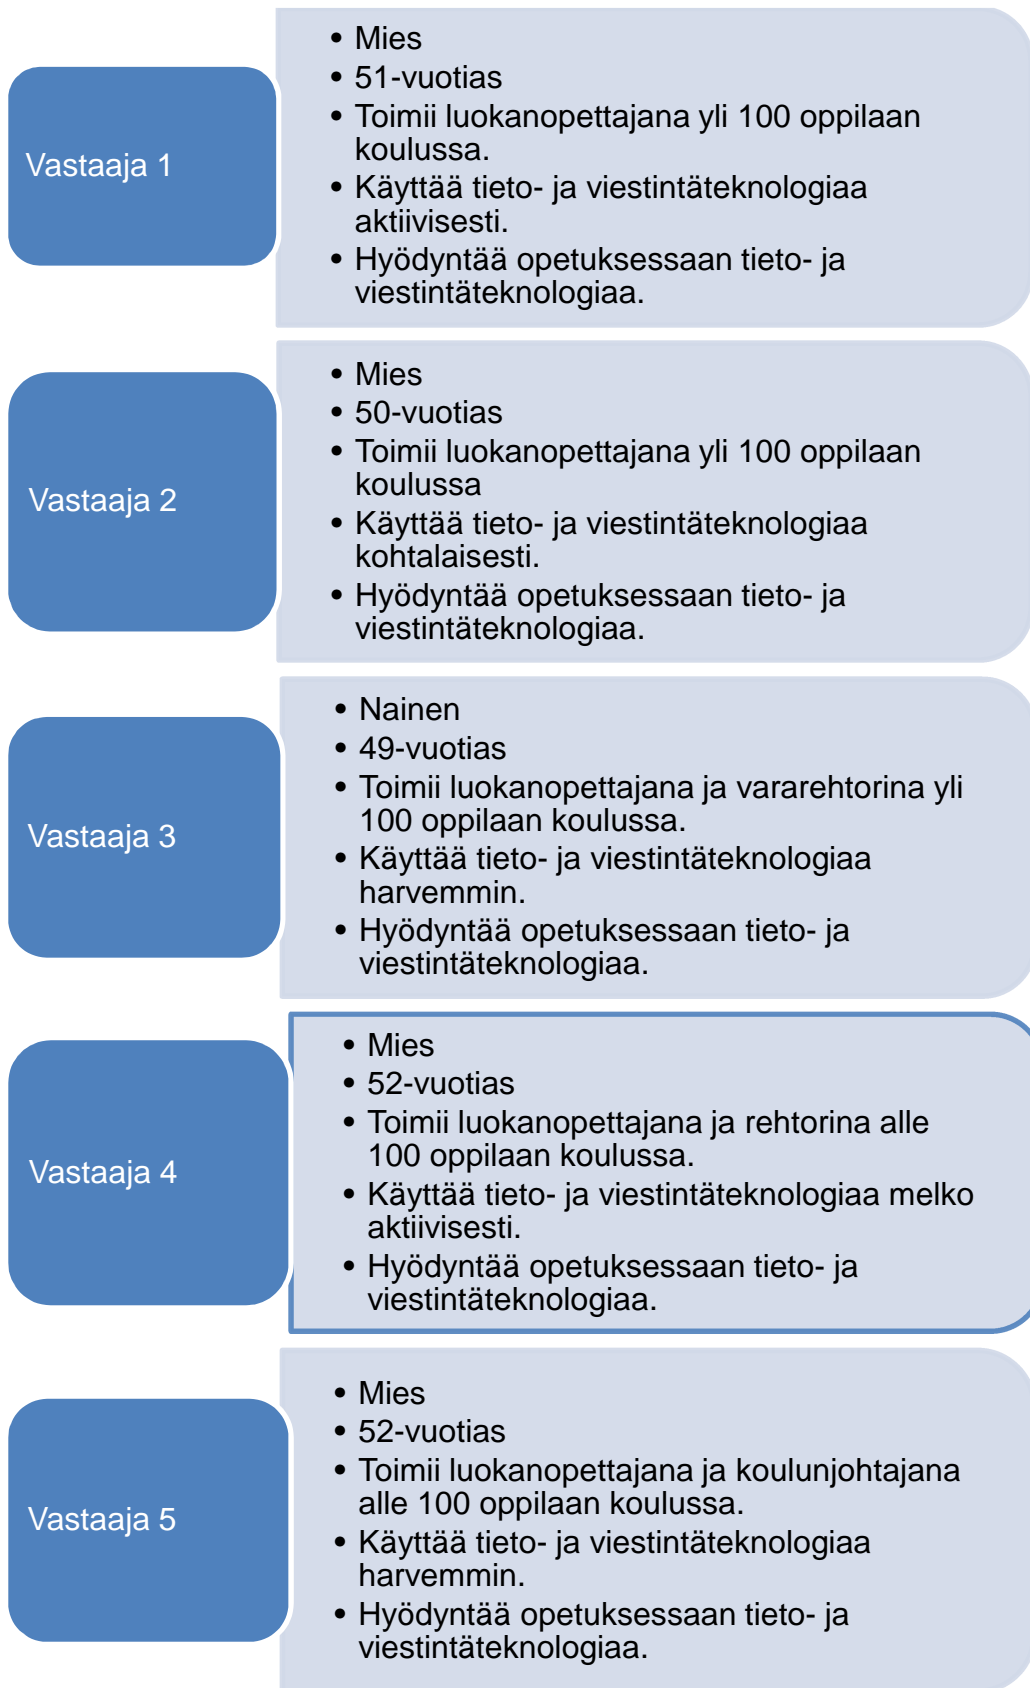 Vastaaja 1
• Mies
• 51-vuotias
• Toimii luokanopettajana yli 100 oppilaan
koulussa.
• Käyttää tieto- ja viestintäteknologiaa
aktiivisesti.
• Hyödyntää opetuksessaan tieto- ja
viestintäteknologiaa.
Vastaaja 2
• Mies
• 50-vuotias
• Toimii luokanopettajana yli 100 oppilaan
koulussa
• Käyttää tieto- ja viestintäteknologiaa
kohtalaisesti.
• Hyödyntää opetuksessaan tieto- ja
viestintäteknologiaa.
Vastaaja 3
• Nainen
• 49-vuotias
• Toimii luokanopettajana ja vararehtorina yli
100 oppilaan koulussa.
• Käyttää tieto- ja viestintäteknologiaa
harvemmin.
• Hyödyntää opetuksessaan tieto- ja
viestintäteknologiaa.
Vastaaja 4
• Mies
• 52-vuotias
• Toimii luokanopettajana ja rehtorina alle
100 oppilaan koulussa.
• Käyttää tieto- ja viestintäteknologiaa melko
aktiivisesti.
• Hyödyntää opetuksessaan tieto- ja
viestintäteknologiaa.
Vastaaja 5
• Mies
• 52-vuotias
• Toimii luokanopettajana ja koulunjohtajana
alle 100 oppilaan koulussa.
• Käyttää tieto- ja viestintäteknologiaa
harvemmin.
• Hyödyntää opetuksessaan tieto- ja
viestintäteknologiaa.